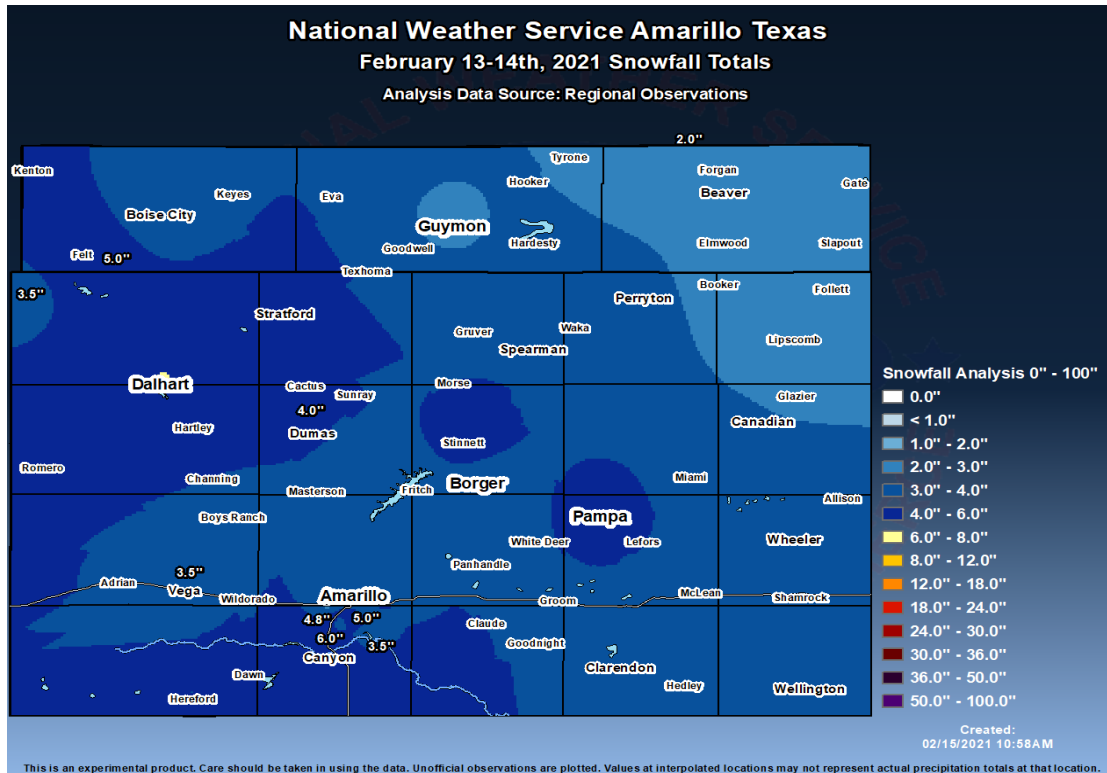 National Weather Service Amarillo Texas
February 13-14th, 2021 Snowfall Totals
Analysis Data Source: Regional Observations
2.0"
Tyrone
Kenton
Forgan
Hooker
Gate
Keyes
Eva
Beaver
Boise City
Guymon
Goodwell
Hardesty
Elmwood
Slapout
Felt
5.0"
Texhoma
Booker
Follett
3.5"
Perryton
Stratford
Gruver
Waka
Spearman
Lipscomb
Dalhart
Cactus
Sunray
Morse
Glazier
4.0"
Hartley
Dumas
Stinnett
Canadian
Romero
Channing
Masterson
Fritch
Borger
Miami
Allison
Boys Ranch
Pampa
White Deer
Lefors
Wheeler
Panhandle
3.5"
Adrian
Vega
Wildorado
Amarillo
Groom
McLean
Shamrock
4.8"
5.0"
Claude
6.0"
3.5"
Goodnight
Canyon
Clarendon
Dawn
Hedley
Wellington
Hereford
Snowfall Analysis 0" - 100"
0.0"
< 1.0"
1.0" - 2.0"
2.0" - 3.0"
3.0" - 4.0"
4.0" - 6.0"
6.0" - 8.0"
8.0" - 12.0"
12.0" - 18.0"
18.0" - 24.0"
24.0" - 30.0"
30.0" - 36.0"
36.0" - 50.0"
50.0" - 100.0"
Created:
02/15/2021 10:58AM
This is an experimental product. Care should be taken in using the data. Unofficial observations are plotted. Values at interpolated locations may not represent actual precipitation totals at that location.